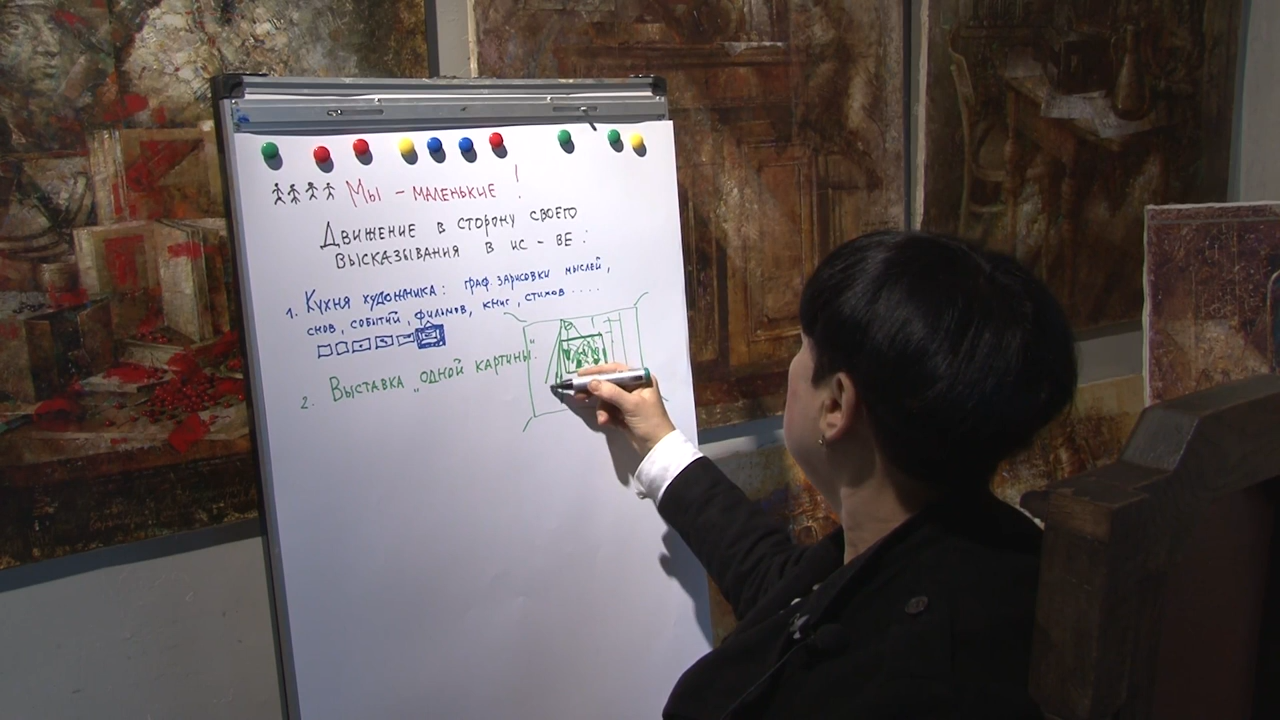 Мы - маленькие!
Движение в сторону своего
высказывания в ис-ве:
1. Кухня художника: граф. зарисовки мыслей,
снов, событий, фильмов, книг, стихов ....
2. Выставка „одной картины".